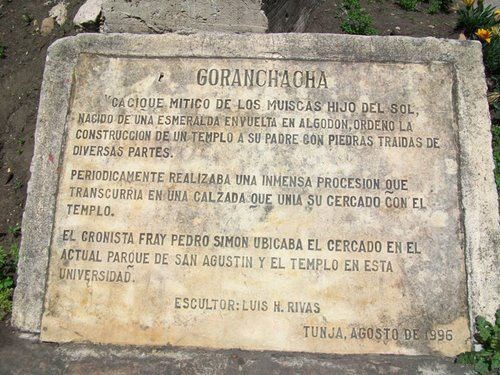 GORANCHACHA
"CACIQUE MITICO DE LOS MUISCAS HIJO DEL SOL,
NACIDO DE UNA ESMERALDA ENVUELTA EN ALGODON, ORDENO LA
CONSTRUCCION DE UN TEMPLO A SU PADRE CON PIEDRAS TRAIDAS DE
DIVERSAS PARTES.
PERIODICAMENTE REALIZABA UNA INMENSA PROCESION QUE
TRANSCURRIA EN UNA CALZADA QUE UNIA SU CERCADO CON EL
TEMPLO.
EL CRONISTA FRAY PEDRO SIMON UBICABA EL CERCADO EN EL
ACTUAL PARQUE DE SAN AGUSTIN Y EL TEMPLO EN ESTA
UNIVERSIDAD."
ESCULTOR: LUIS H. RIVAS
TUNJA, AGOSTO DE 1996